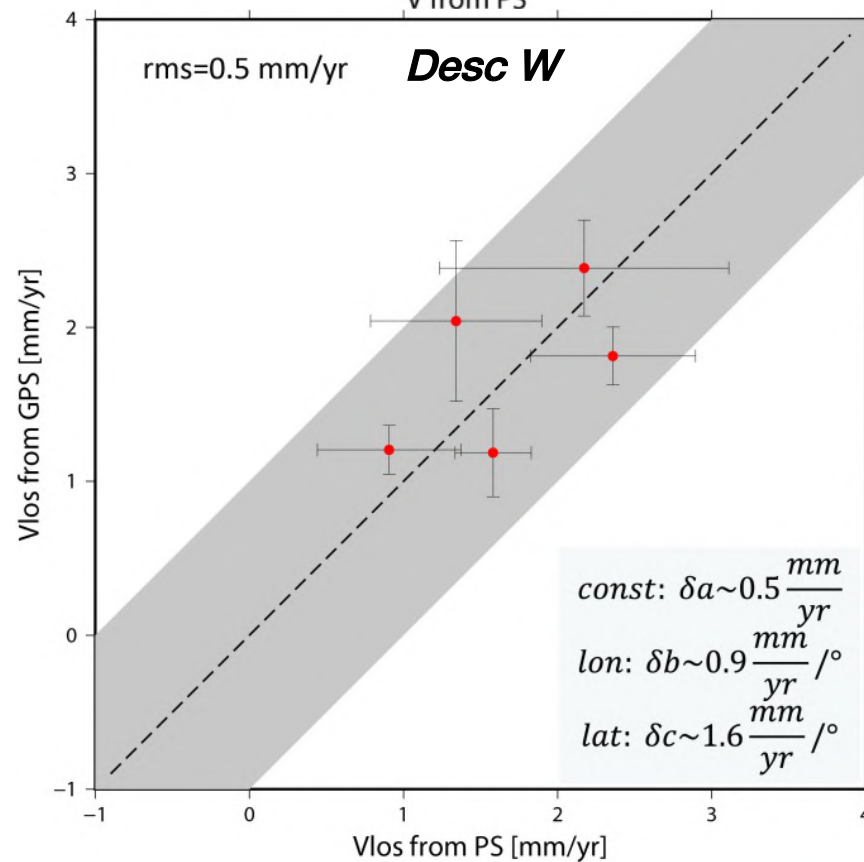 V from PS
4
rms=0.5 mm/yr Desc W
3
2
1
0
−1
Vlos from GPS [mm/yr]
const: δa~0.5 mm/yr
lon: δb~0.9 mm/yr /°
lat: δc~1.6 mm/yr /°
−1 0 1 2 3 4
Vlos from PS [mm/yr]